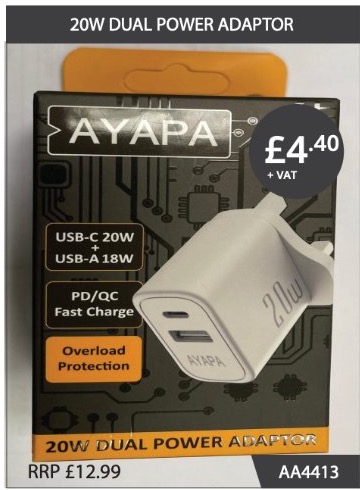 20W DUAL POWER ADAPTOR
AYAPA
£4.40
+ VAT
USB-C 20W
+
USB-A 18W
PD/QC
Fast Charge
Overload
Protection
20W
AYAPA
20W DUAL POWER ADAPTOR
RRP £12.99
AA4413